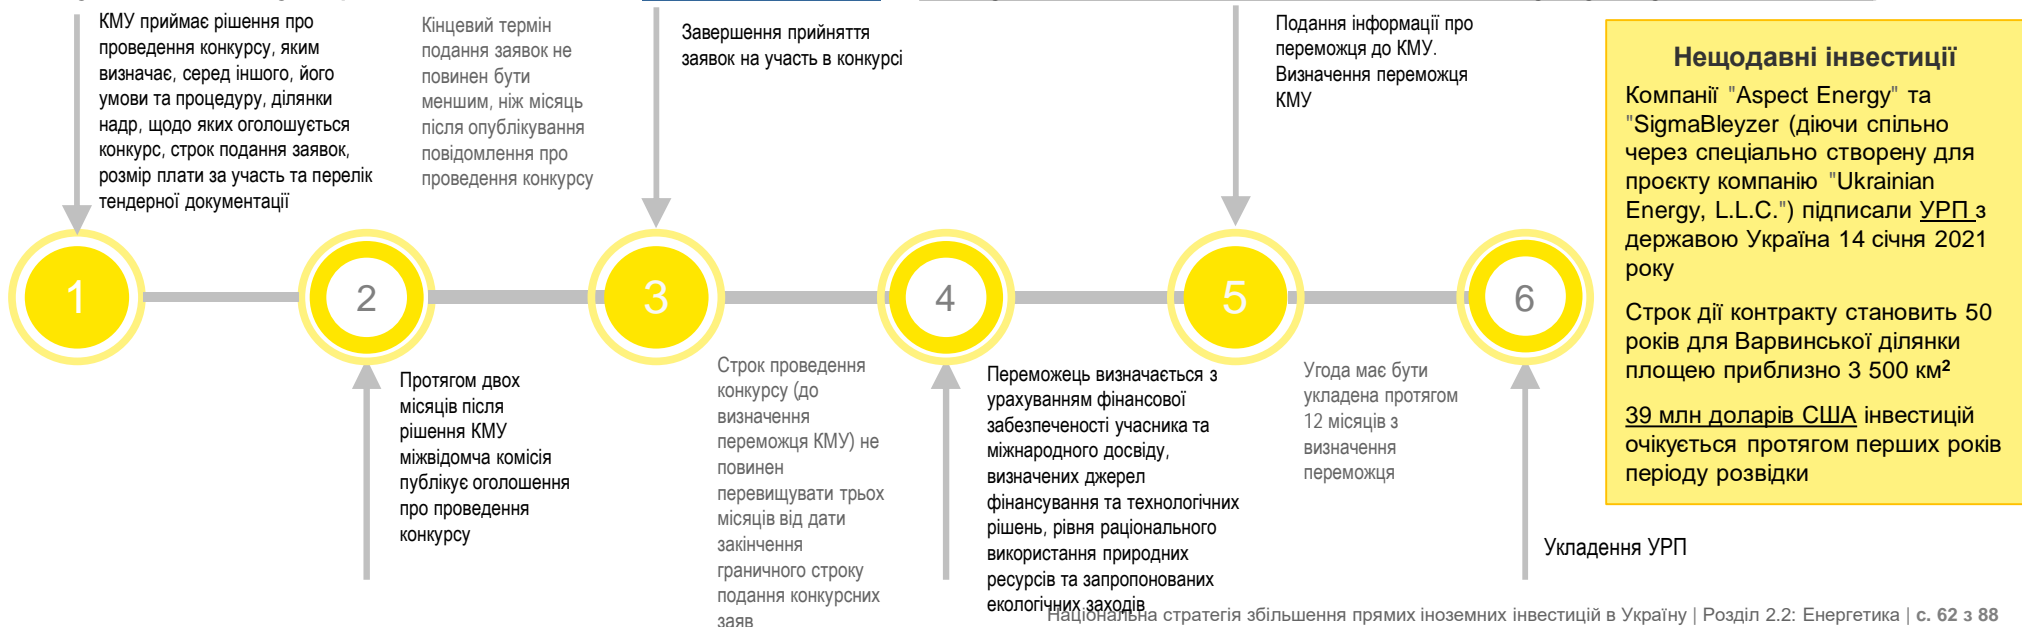 КМУ приймає рішення про
проведення конкурсу, яким
визначає, серед іншого, його
умови та процедуру, ділянки
надр, щодо яких оголошується
конкурс, строк подання заявок,
розмір плати за участь та перелік
тендерної документації
Кінцевий термін
подання заявок не
повинен бути
меншим, ніж місяць
після опублікування
повідомлення про
проведення конкурсу
Завершення прийняття
заявок на участь в конкурсі
Подання інформації про
переможця до КМУ.
Визначення переможця
КМУ
1
2
3
4
5
6
Протягом двох
місяців після
рішення КМУ
міжвідомча комісія
публікує оголошення
про проведення
конкурсу
Строк проведення
конкурсу (до
визначення
переможця КМУ) не
повинен
перевищувати трьох
місяців від дати
закінчення
граничного строку
подання конкурсних
заяв
Переможець визначається з
урахуванням фінансової
забезпеченості учасника та
міжнародного досвіду,
визначених джерел
фінансування та технологічних
рішень, рівня раціонального
використання природних
ресурсів та запропонованих
екологічних заходів
Угода має бути
укладена протягом
12 місяців з
визначення
переможця
Укладення УРП
Нещодавні інвестиції
Компанії "Aspect Energy" та
"SigmaBleyzer (діючи спільно
через спеціально створену для
проєкту компанію "Ukrainian
Energy, L.L.C.") підписали УРП з
державою Україна 14 січня 2021
року
Строк дії контракту становить 50
років для Варвинської ділянки
площею приблизно 3 500 км²
39 млн доларів США інвестицій
очікується протягом перших років
періоду розвідки
Національна стратегія збільшення прямих іноземних інвестицій в Україну | Розділ 2.2: Енергетика | с. 62 з 88